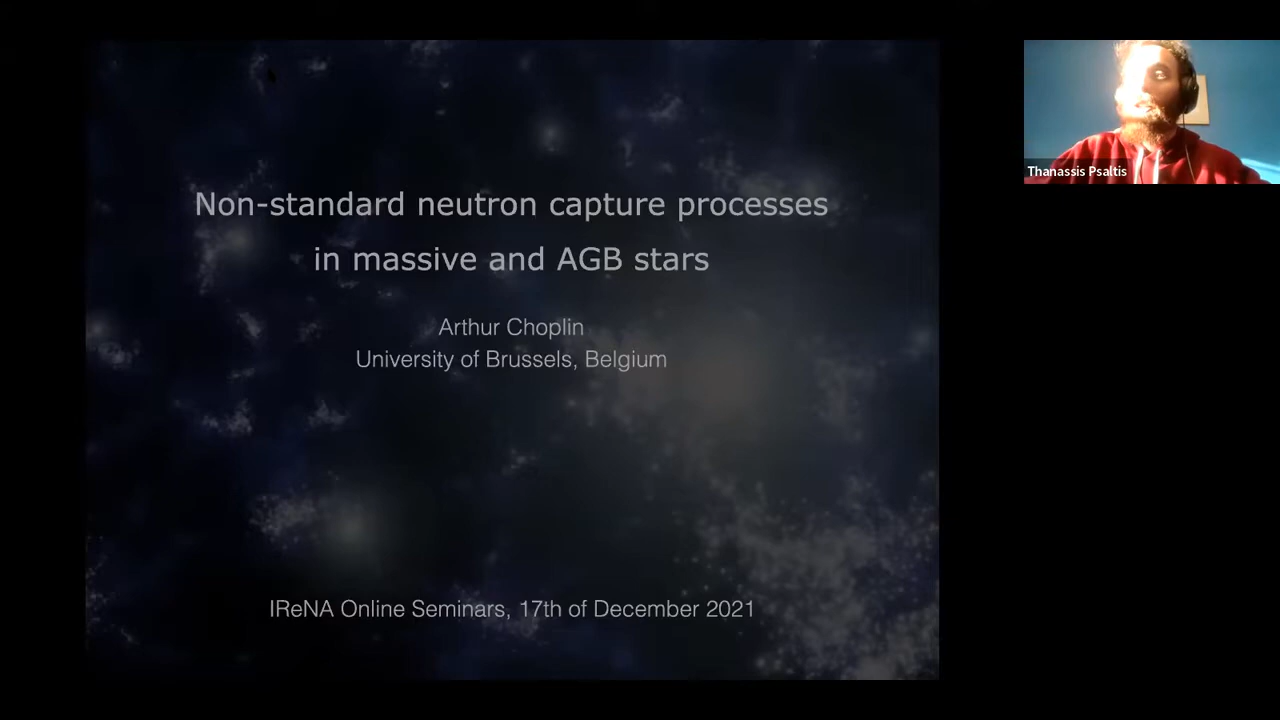 Non-standard neutron capture processes
in massive and AGB stars
Arthur Choplin
University of Brussels, Belgium
IReNA Online Seminars, 17th of December 2021
Thanassis Psaltis